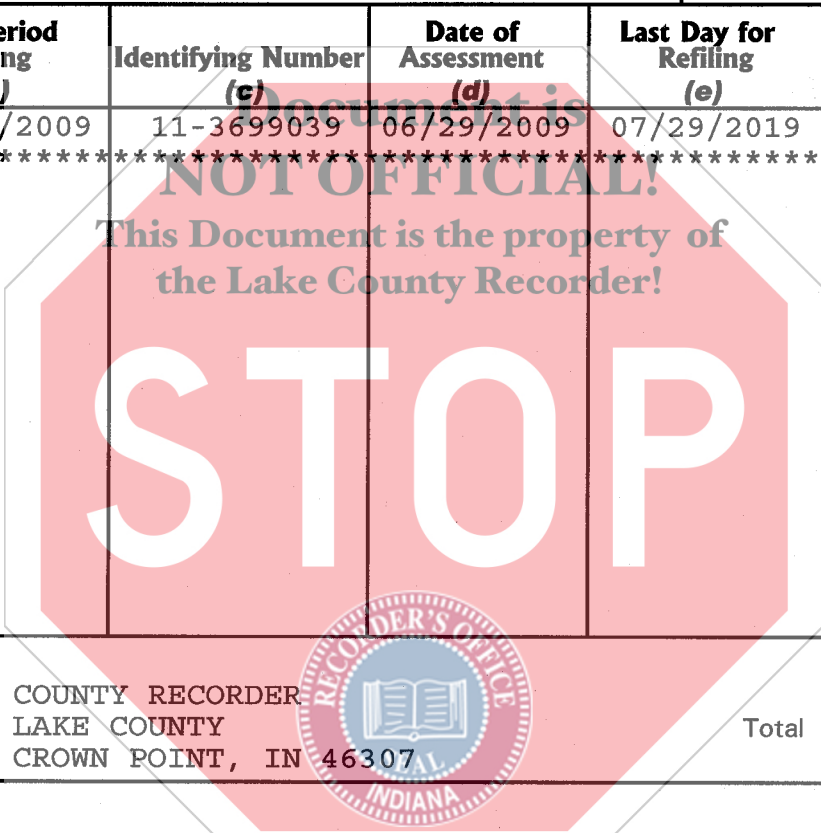 eriod
ng
)
Identifying Number
(c)
Date of
Assessment
(d)
Last Day for
Refiling
(e)
/2009 11-3699039 06/29/2009 07/29/2019
Document is
NOT OFFICIAL!
This Document is the property of
the Lake County Recorder!
STOP
COUNTY RECORDER
LAKE COUNTY
CROWN POINT, IN 46307
Total
RECORDER'S OFFICE
SEAL
INDIANA